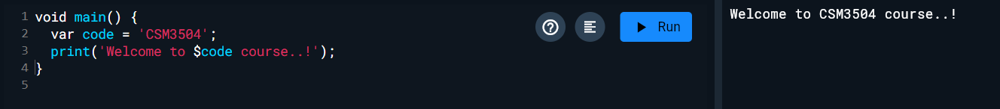 1 void main() {
2 var code = 'CSM3504';
3 print('Welcome to $code course..!');
4 }
5
? Run
Welcome to CSM3504 course..!